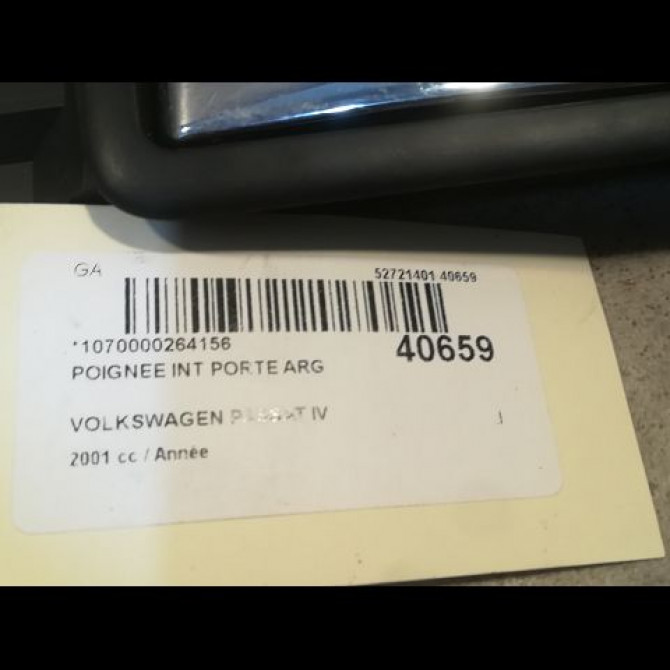 GA
52721401 40659
*1070000264156
40659
POIGNEE INT PORTE ARG
VOLKSWAGEN IV
2001 cc / Année